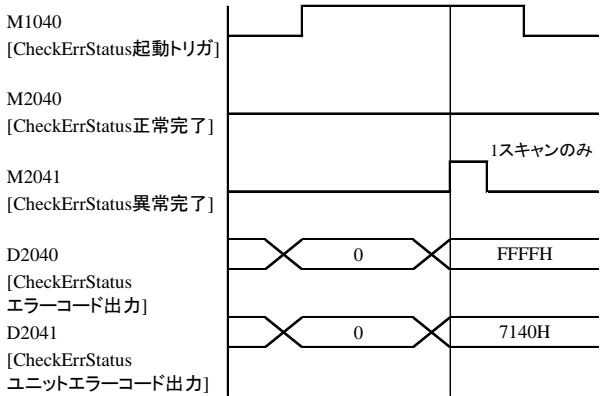 M1040
[CheckErrStatus起動トリガ]
M2040
[CheckErrStatus正常完了]
1スキャンのみ
M2041
[CheckErrStatus異常完了]
D2040
0
FFFFH
[CheckErrStatus
エラーコード出力]
D2041
0
7140H
[CheckErrStatus
ユニットエラーコード出力]